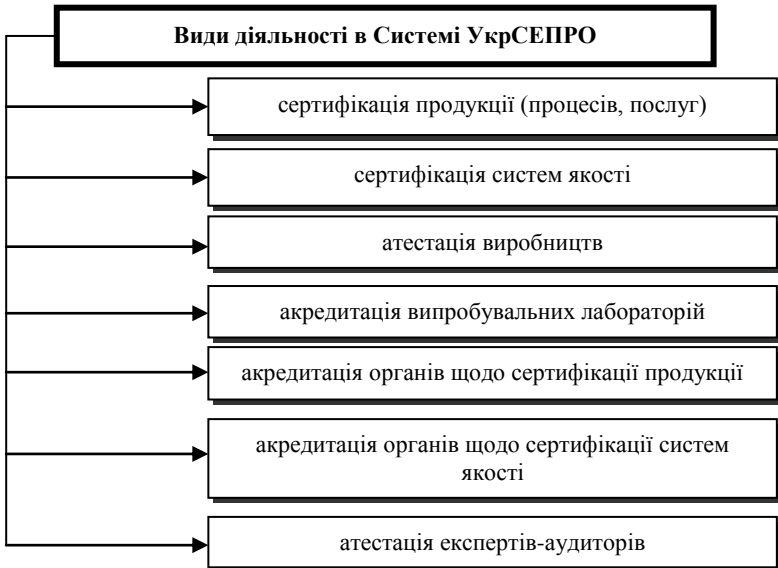 Види діяльності в Системі УкрСЕПРО
сертифікація продукції (процесів, послуг)
сертифікація систем якості
атестація виробництв
акредитація випробувальних лабораторій
акредитація органів щодо сертифікації продукції
акредитація органів щодо сертифікації систем
якості
атестація експертів-аудиторів